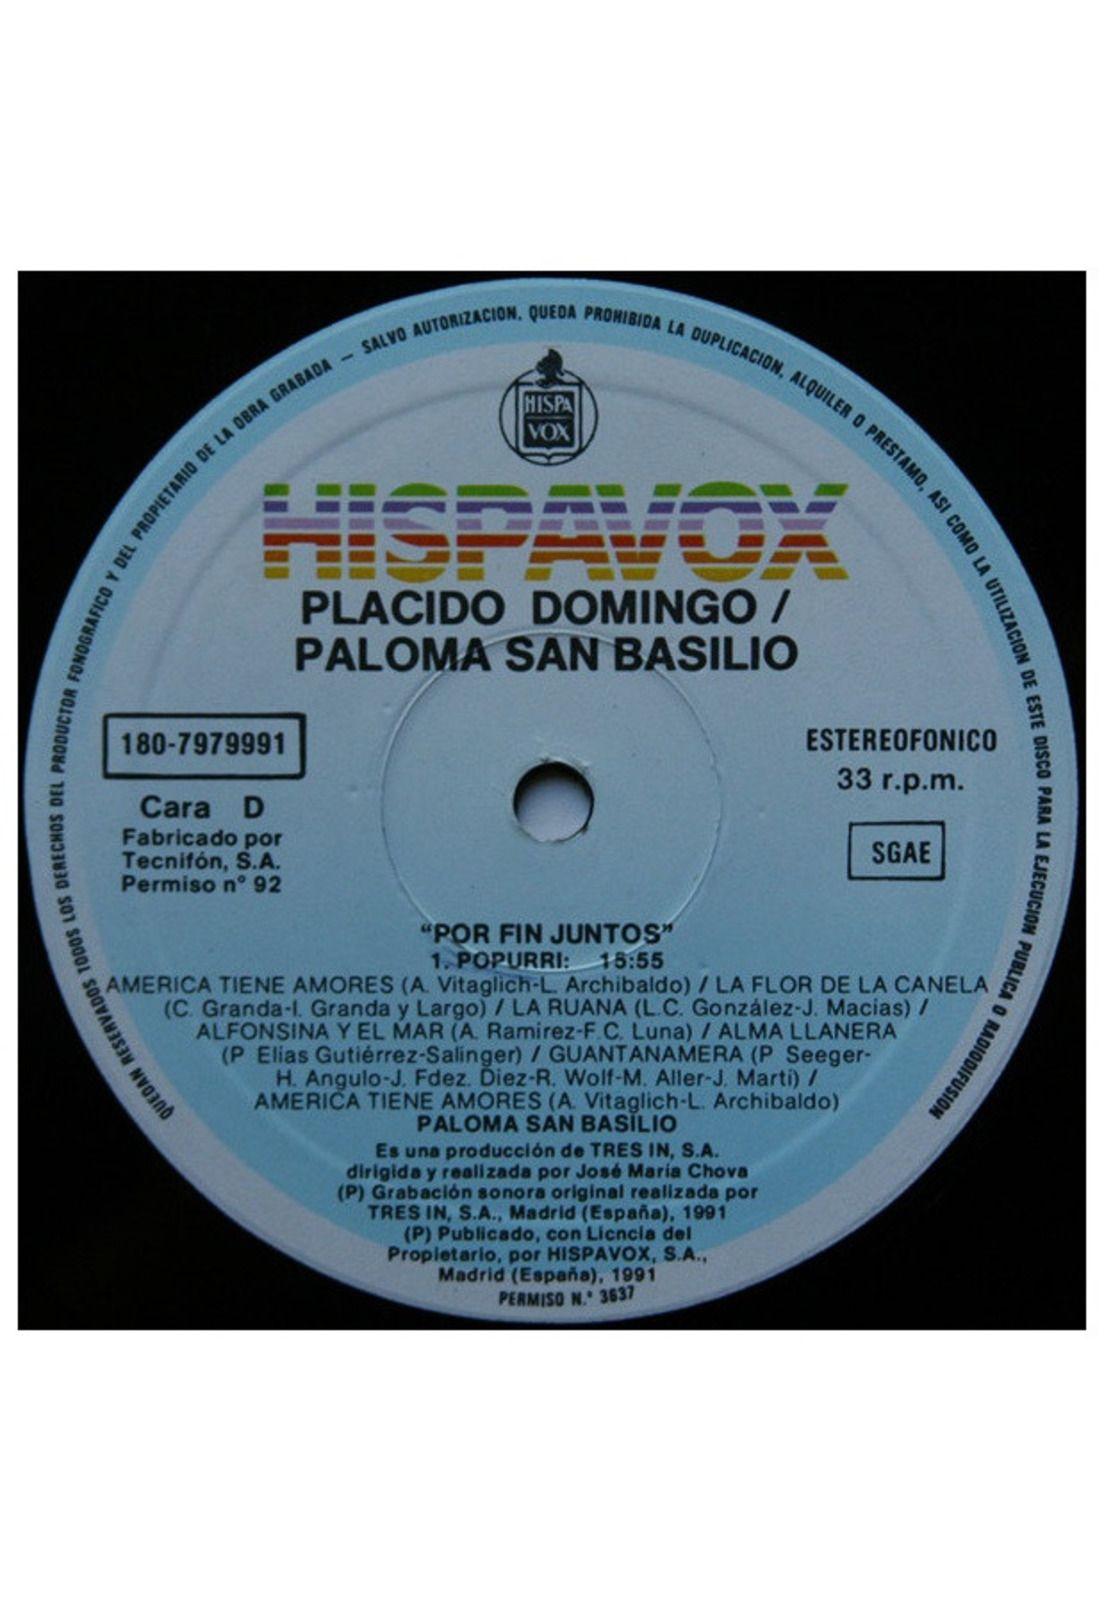 QUEDAN RESERVADOS TODOS LOS DERECHOS DEL PRODUCTOR FONOGRAFICO Y DEL PROPIETARIO DE LA OBRA GRABADA – SALVO AUTORIZACION, QUEDA PROHIBIDA LA DUPLICACION, ALQUILER O PRESTAMO, ASI COMO LA UTILIZACION DE ESTE DISCO PARA LA EJECUCION PUBLICA O RADIODIFUSION
HISPA
VOX
HISPAVOX
PLACIDO DOMINGO /
PALOMA SAN BASILIO
180-7979991
Cara D
Fabricado por
Tecnifón, S.A.
Permiso n° 92
ESTEREOFONICO
33 r.p.m.
SGAE
“POR FIN JUNTOS”
1. POPURRI: 15:55
AMERICA TIENE AMORES (A. Vitaglich-L. Archibaldo) / LA FLOR DE LA CANELA
(C. Granda-I. Granda y Largo) / LA RUANA (L.C. González-J. Macías) /
ALFONSINA Y EL MAR (A. Ramirez-F.C. Luna) / ALMA LLANERA
(P Elías Gutiérrez-Salinger) / GUANTANAMERA (P Seeger-
H. Angulo-J. Fdez. Diez-R. Wolf-M. Aller-J. Martí) /
AMERICA TIENE AMORES (A. Vitaglich-L. Archibaldo)
PALOMA SAN BASILIO
Es una producción de TRES IN, S.A.
dirigida y realizada por José María Chova
(P) Grabación sonora original realizada por
TRES IN, S.A., Madrid (España), 1991
(P) Publicado, con Licncia del
Propietario, por HISPAVOX, S.A.,
Madrid (España), 1991
PERMISO N.° 3637